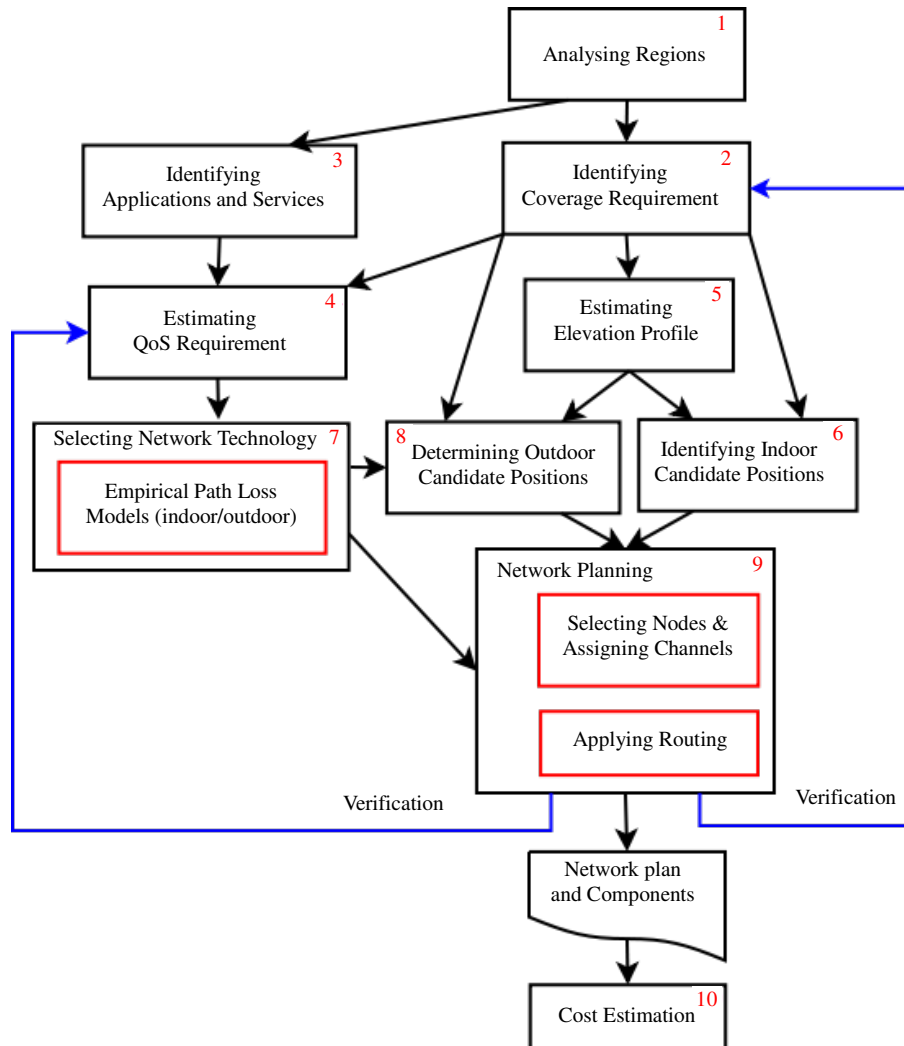 1
Analysing Regions
3
Identifying
Applications and Services
2
Identifying
Coverage Requirement
4
Estimating
QoS Requirement
5
Estimating
Elevation Profile
Selecting Network Technology 7
Empirical Path Loss
Models (indoor/outdoor)
8
Determining Outdoor
Candidate Positions
6
Identifying Indoor
Candidate Positions
Network Planning 9
Selecting Nodes &
Assigning Channels
Applying Routing
Verification
Verification
Network plan
and Components
10
Cost Estimation